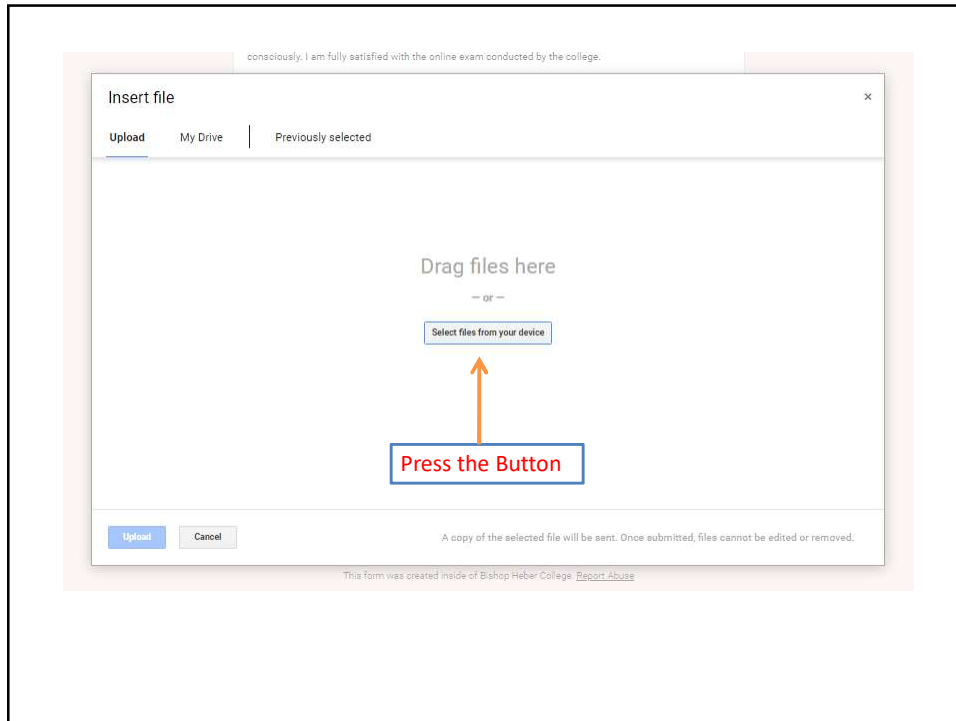 consciously. I am fully satisfied with the online exam conducted by the college.
Insert file ×
Upload My Drive Previously selected
Drag files here
— or —
Select files from your device
Press the Button
Upload Cancel A copy of the selected file will be sent. Once submitted, files cannot be edited or removed.
This form was created inside of Bishop Heber College. Report Abuse